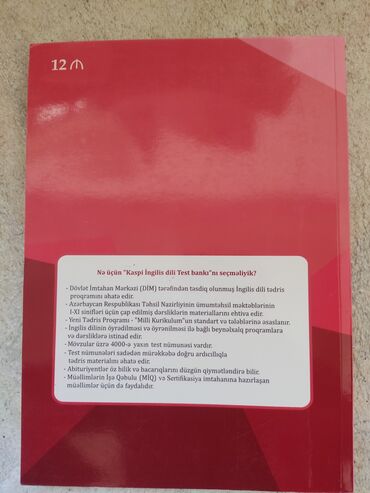 12 ₼
Nə üçün "Kaspi İngilis dili Test bankı"nı seçməliyik?
- Dövlət İmtahan Mərkəzi (DİM) tərəfindən təsdiq olunmuş İngilis dili tədris
proqramını əhatə edir.
- Azərbaycan Respublikası Təhsil Nazirliyinin ümumtəhsil məktəblərinin
I-XI sinifləri üçün çap edilmiş dərsliklərin materiallarını ehtiva edir.
- Yeni Tədris Proqramı - "Milli Kurikulum"un standart və tələblərinə əsaslanır.
- İngilis dilinin öyrədilməsi və öyrənilməsi ilə bağlı beynəlxalq proqramlara
və dərsliklərə istinad edir.
- Mövzular üzrə 4000-ə yaxın test nümunəsi vardır.
- Test nümunələri sadədən mürəkkəbə doğru ardıcıllıqla
tədris materialını əhatə edir.
- Abituriyentlər öz bilik və bacarıqlarını düzgün qiymətləndirə bilir.
- Müəllimlərin İşə Qəbulu (MİQ) və Sertifikasiya imtahanına hazırlaşan
müəllimlər üçün də faydalıdır.